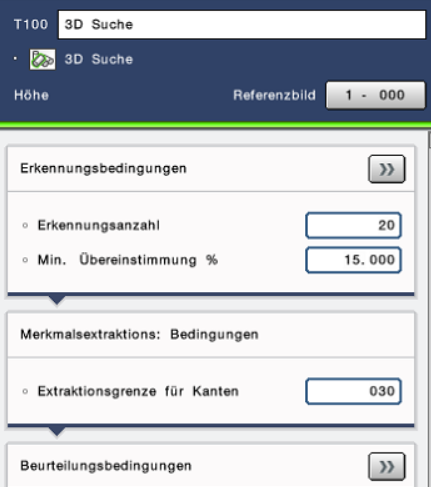 T100 3D Suche
· 3D Suche
Höhe Referenzbild 1 - 000
Erkennungsbedingungen »
◦ Erkennungsanzahl 20
◦ Min. Übereinstimmung % 15.000
Merkmalsextraktions: Bedingungen
◦ Extraktionsgrenze für Kanten 030
Beurteilungsbedingungen »